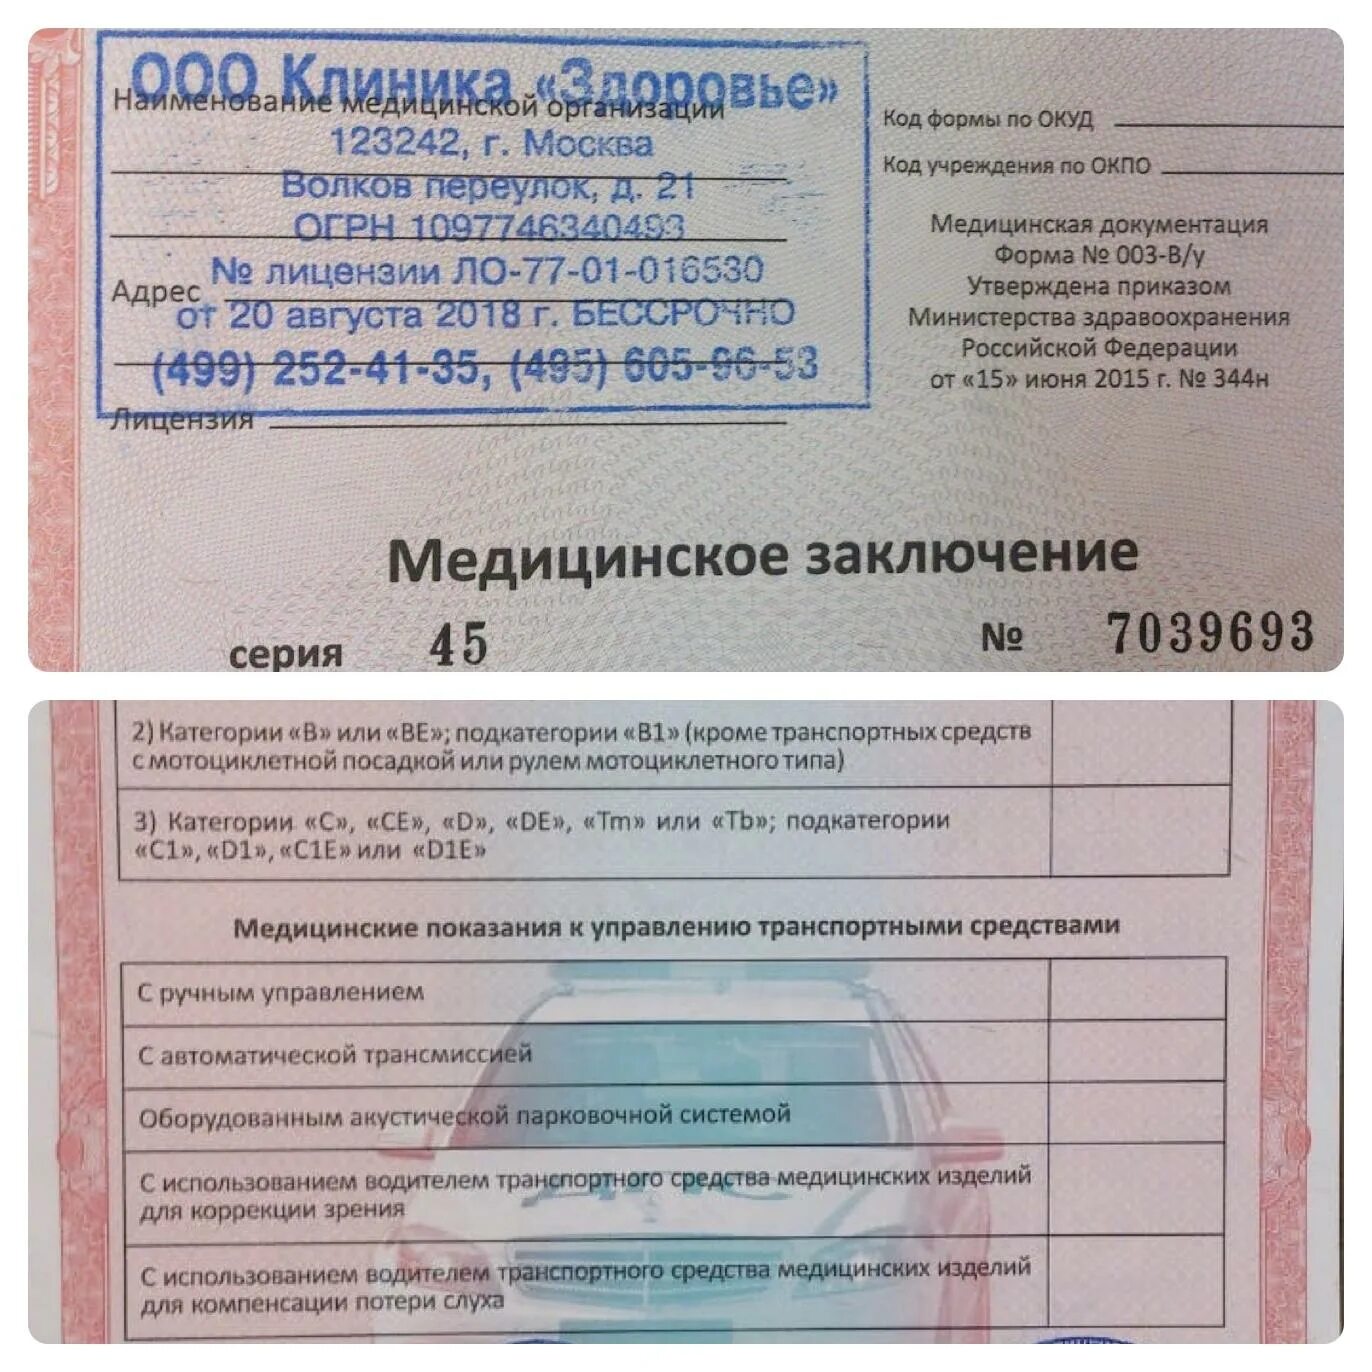 ООО Клиника «Здоровье»
Наименование медицинской организации
123242, г. Москва
Волков переулок, д. 21
ОГРН 1097746340493
№ лицензии ЛО-77-01-016530
Адрес
от 20 августа 2018 г. БЕССРОЧНО
(499) 252-41-35, (495) 605-96-53
Лицензия
Код формы по ОКУД
Код учреждения по ОКПО
Медицинская документация
Форма № 003-В/у
Утверждена приказом
Министерства здравоохранения
Российской Федерации
от «15» июня 2015 г. № 344н
Медицинское заключение
серия 45 № 7039693
2) Категории «B» или «BE»; подкатегории «B1» (кроме транспортных средств
с мотоциклетной посадкой или рулем мотоциклетного типа)
3) Категории «C», «CE», «D», «DE», «Tm» или «Tb»; подкатегории
«C1», «D1», «C1E» или «D1E»
Медицинские показания к управлению транспортными средствами
С ручным управлением
С автоматической трансмиссией
Оборудованным акустической парковочной системой
С использованием водителем транспортного средства медицинских изделий
для коррекции зрения
С использованием водителем транспортного средства медицинских изделий
для компенсации потери слуха